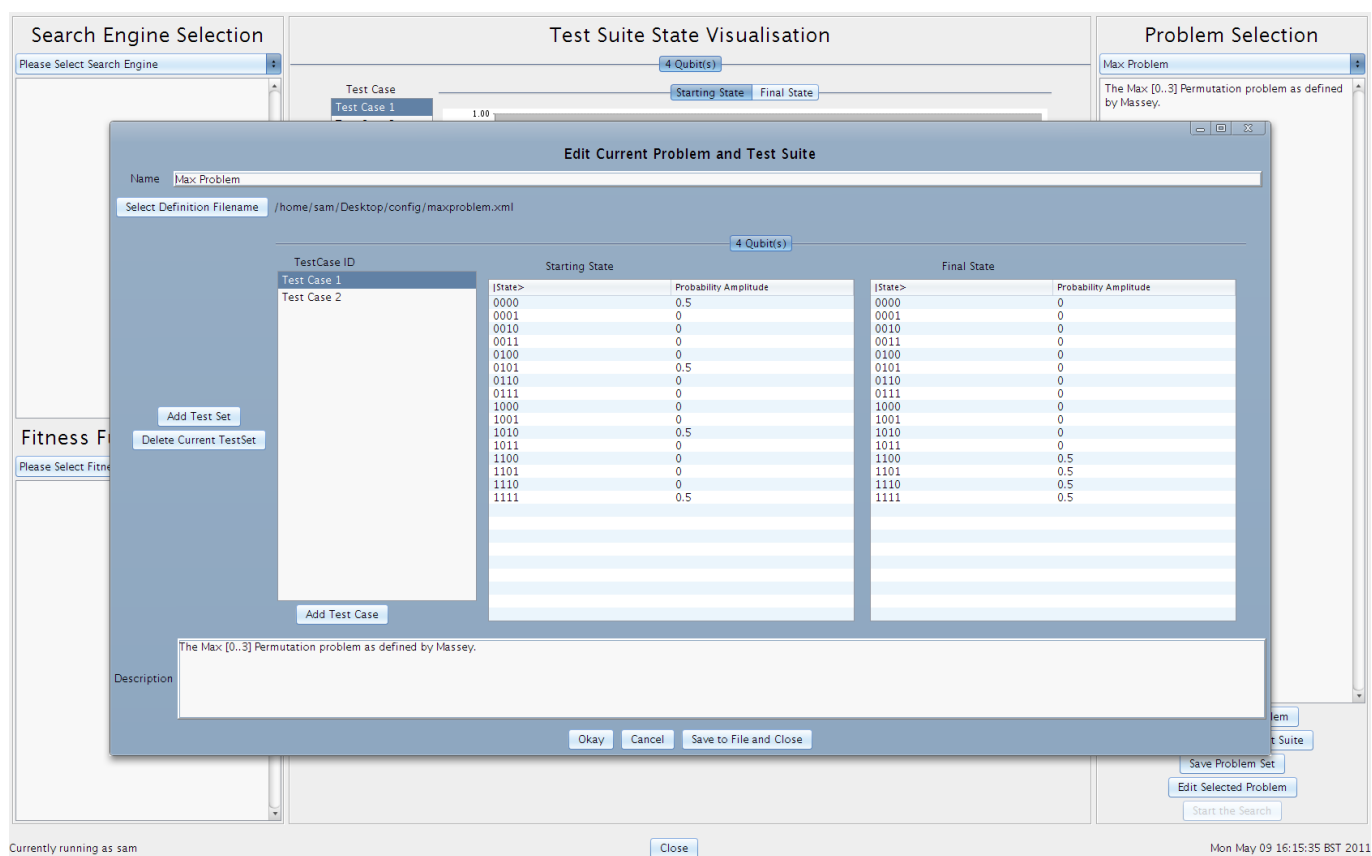 Search Engine Selection
Please Select Search Engine
Test Suite State Visualisation
4 Qubit(s)
Test Case
Starting State Final State
Test Case 1
1.00
Problem Selection
Max Problem
The Max [0..3] Permutation problem as defined
by Massey.
Edit Current Problem and Test Suite
Name Max Problem
Select Definition Filename /home/sam/Desktop/config/maxproblem.xml
4 Qubit(s)
TestCase ID
Test Case 1
Test Case 2
Starting State
|State> Probability Amplitude
0000 0.5
0001 0
0010 0
0011 0
0100 0
0101 0.5
0110 0
0111 0
1000 0
1001 0
1010 0.5
1011 0
1100 0
1101 0
1110 0
1111 0.5
Final State
|State> Probability Amplitude
0000 0
0001 0
0010 0
0011 0
0100 0
0101 0
0110 0
0111 0
1000 0
1001 0
1010 0
1011 0
1100 0.5
1101 0.5
1110 0.5
1111 0.5
Add Test Set
Delete Current TestSet
Add Test Case
Description
The Max [0..3] Permutation problem as defined by Massey.
Okay Cancel Save to File and Close
Fitness F
Please Select Fitne
lem
t Suite
Save Problem Set
Edit Selected Problem
Start the Search
Currently running as sam
Close
Mon May 09 16:15:35 BST 2011